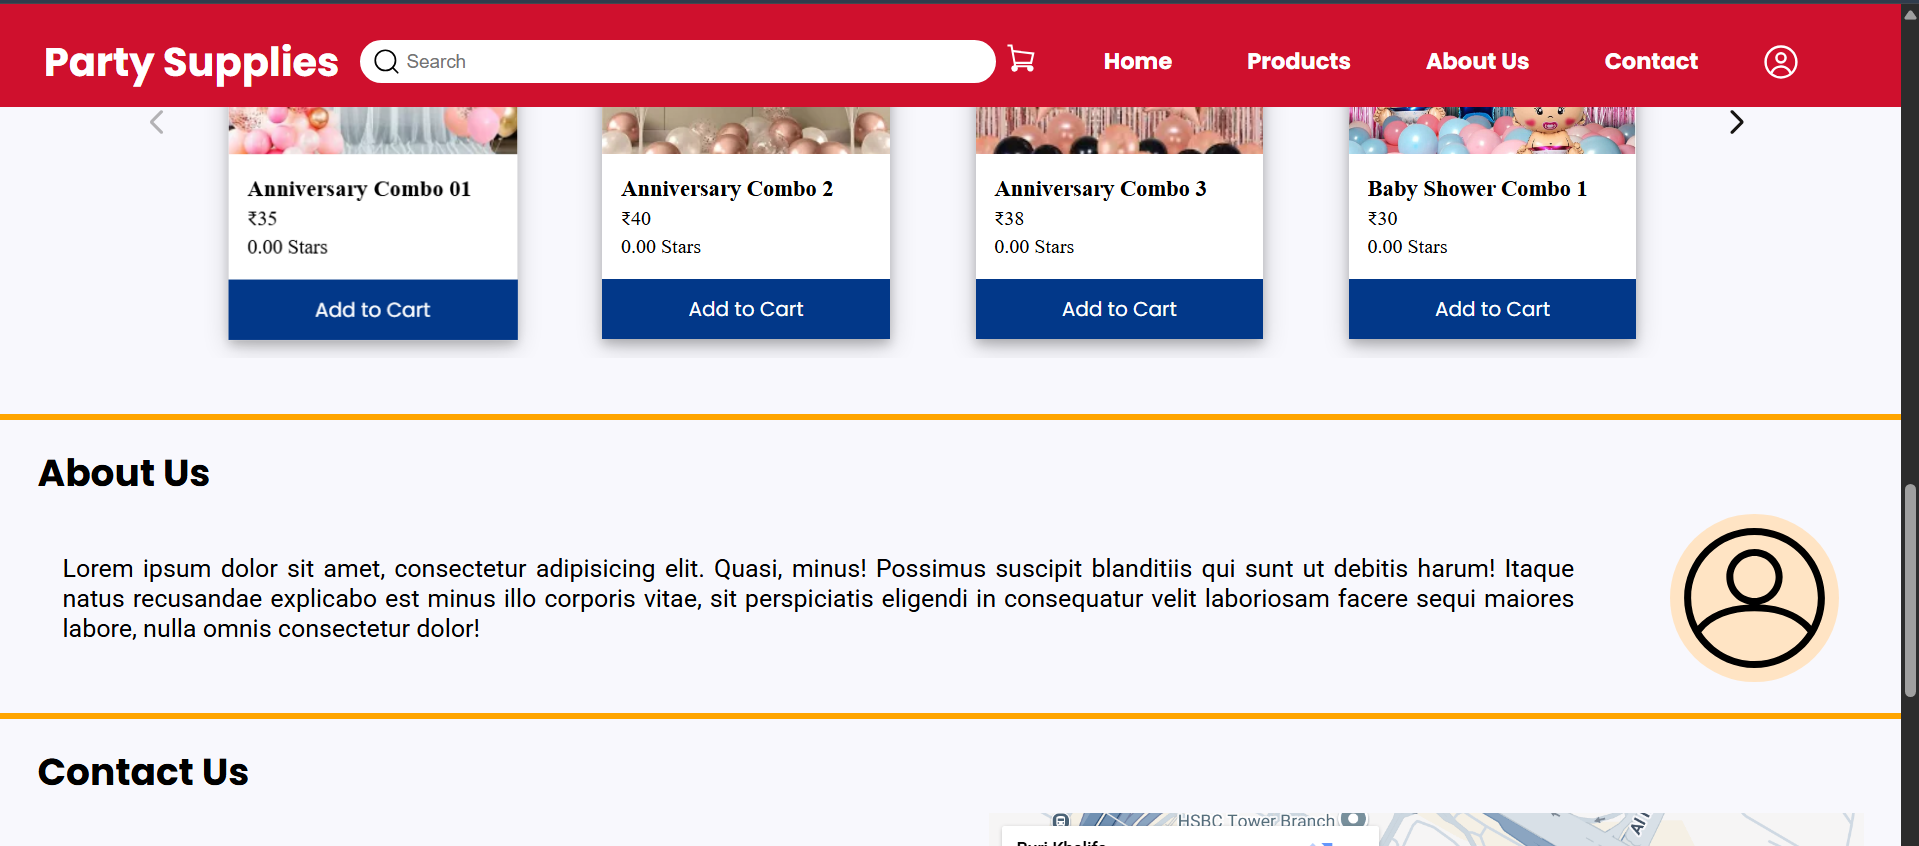 Party Supplies
Search
Home
Products
About Us
Contact
Anniversary Combo 01
₹35
0.00 Stars
Add to Cart
Anniversary Combo 2
₹40
0.00 Stars
Add to Cart
Anniversary Combo 3
₹38
0.00 Stars
Add to Cart
Baby Shower Combo 1
₹30
0.00 Stars
Add to Cart
About Us
Lorem ipsum dolor sit amet, consectetur adipisicing elit. Quasi, minus! Possimus suscipit blanditiis qui sunt ut debitis harum! Itaque
natus recusandae explicabo est minus illo corporis vitae, sit perspiciatis eligendi in consequatur velit laboriosam facere sequi maiores
labore, nulla omnis consectetur dolor!
Contact Us
HSBC Tower Branch